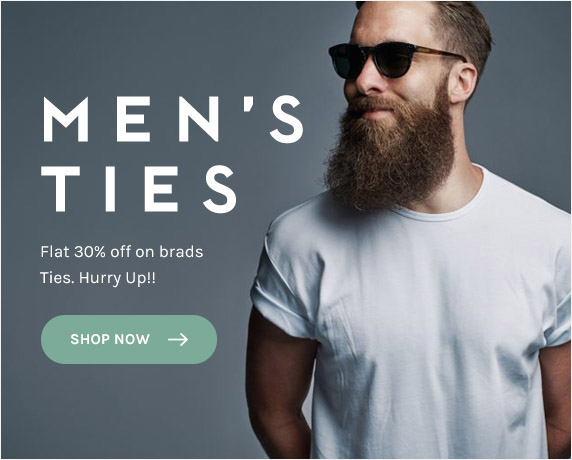 MEN'S
TIES
Flat 30% off on brads
Ties. Hurry Up!!
SHOP NOW